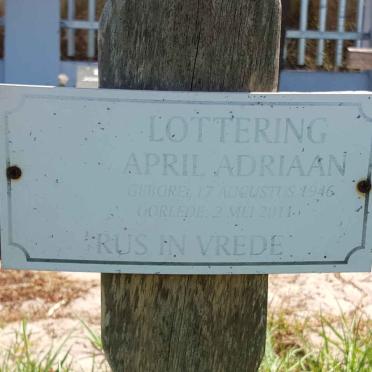 LOTTERING
APRIL ADRIAAN
GEBORE, 17 AUGUSTUS 1946
OORLEDE, 2 MEI 2011
RUS IN VREDE